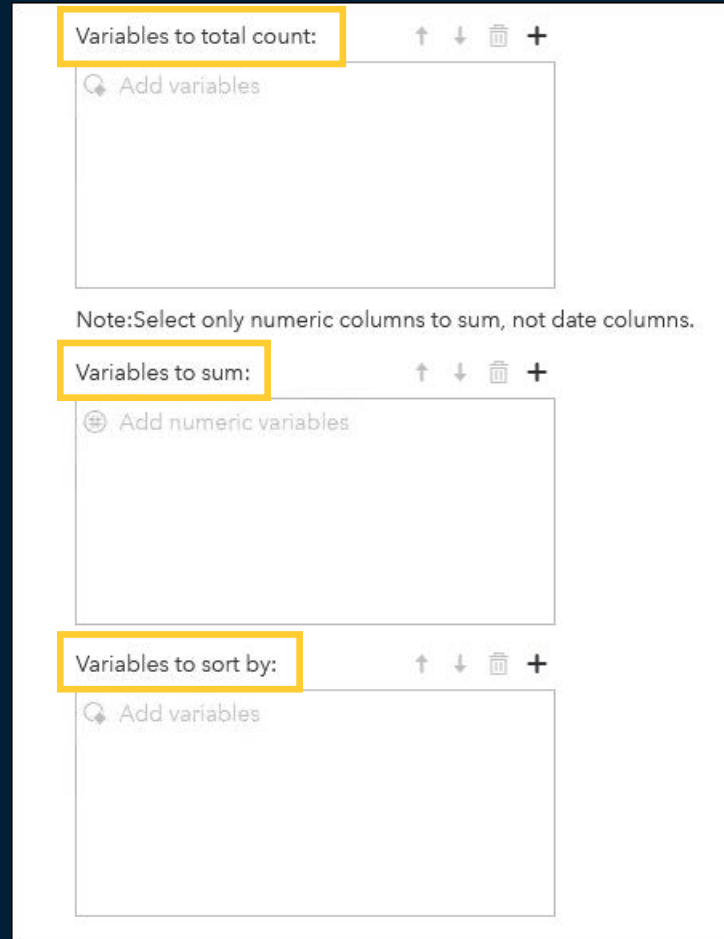 Variables to total count:
Add variables
Note:Select only numeric columns to sum, not date columns.
Variables to sum:
Add numeric variables
Variables to sort by:
Add variables